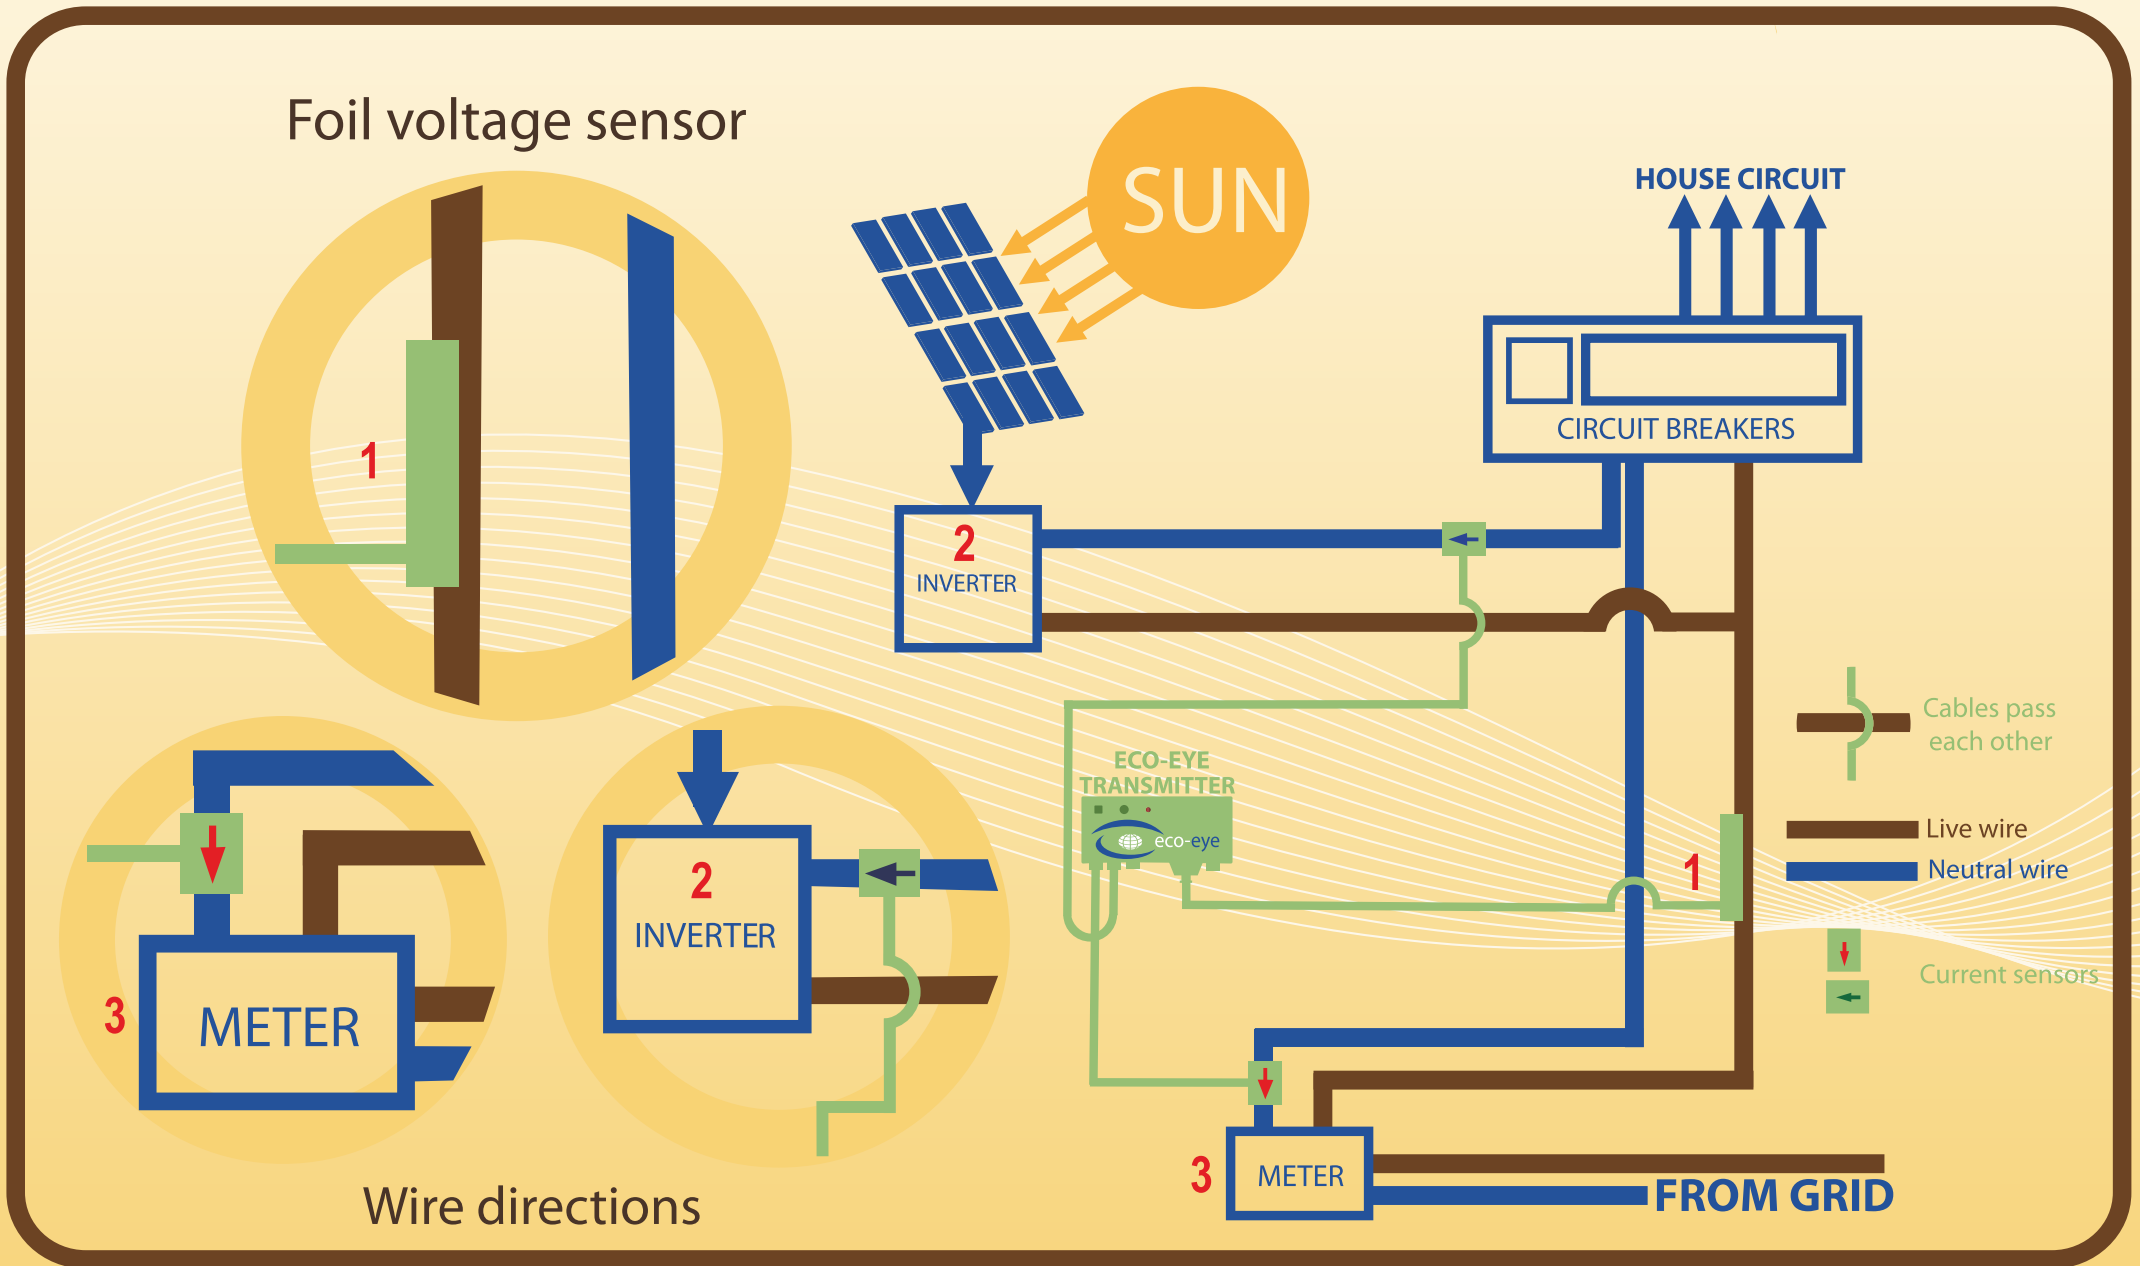 Foil voltage sensor
SUN
HOUSE CIRCUIT
CIRCUIT BREAKERS
1
2
INVERTER
Cables pass
each other
ECO-EYE
TRANSMITTER
eco-eye
Live wire
1
Neutral wire
2
INVERTER
Current sensors
3
METER
3
METER
FROM GRID
Wire directions